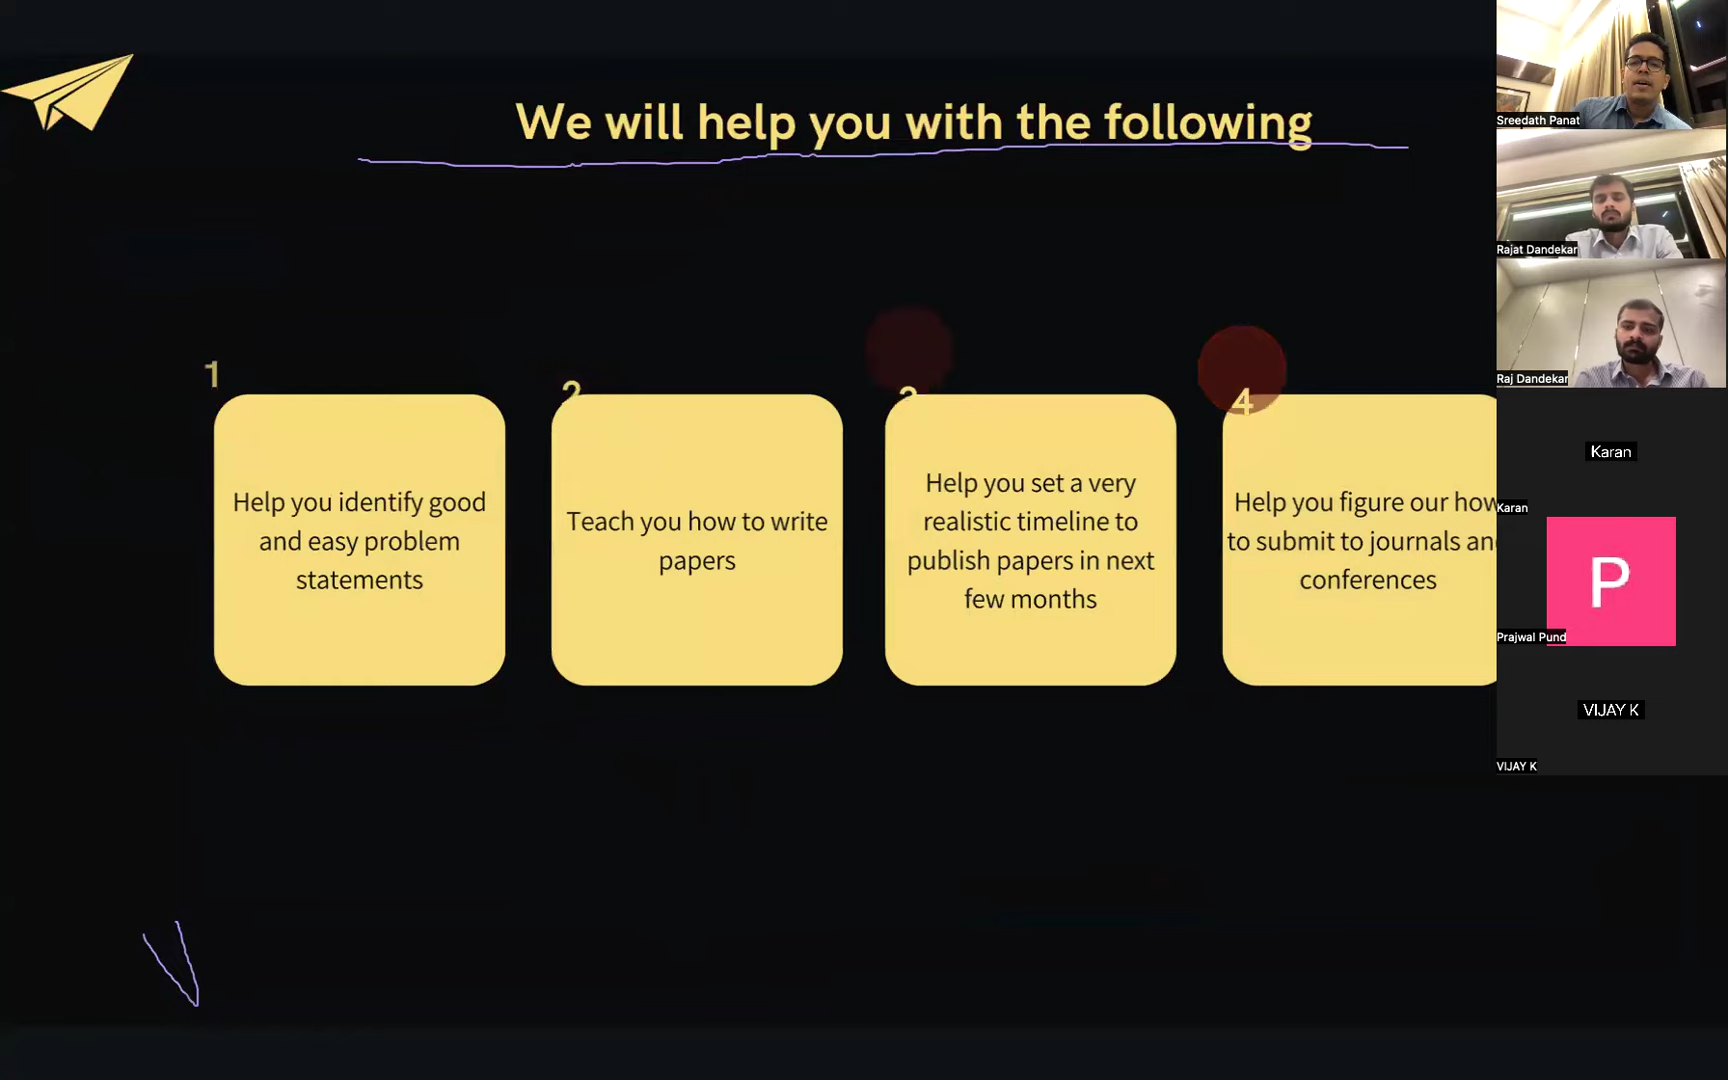 We will help you with the following
1
Help you identify good
and easy problem
statements
2
Teach you how to write
papers
3
Help you set a very
realistic timeline to
publish papers in next
few months
4
Help you figure our how
to submit to journals an
conferences
Sreedath Panat
Rajat Dandekar
Raj Dandekar
Karan
Karan
P
Prajwal Pund
VIJAY K
VIJAY K